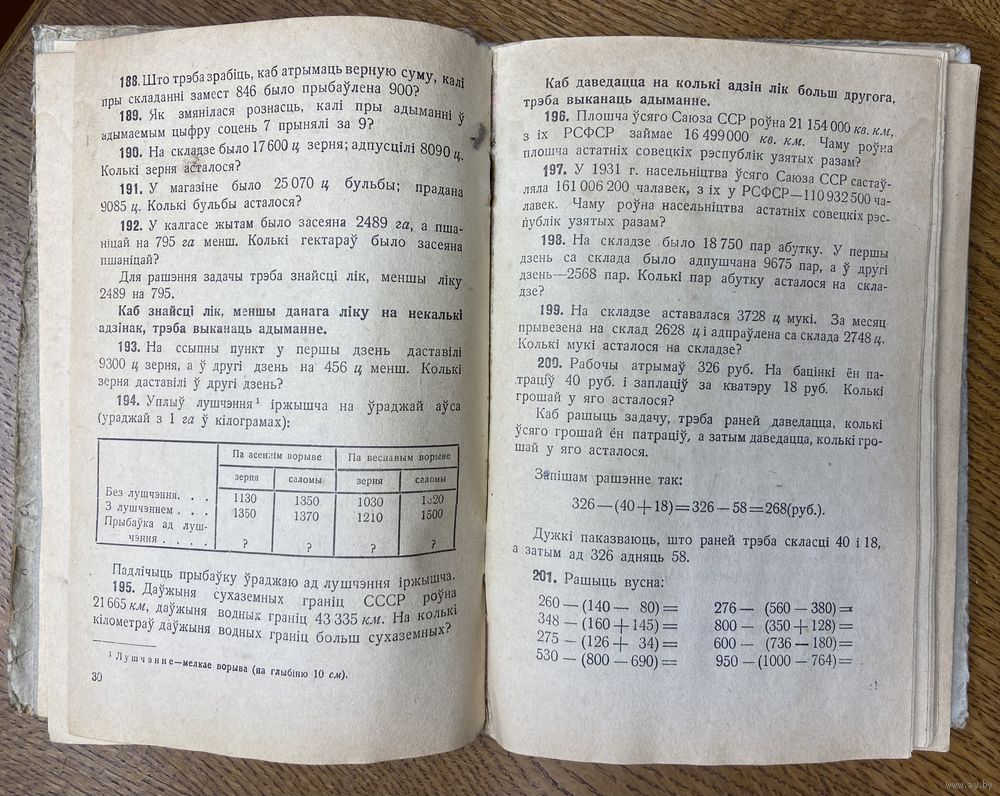 188. Што трэба зрабіць, каб атрымаць верную суму, калі
пры складанні замест 846 было прыбаўлена 900?
189. Як змянілася рознасць, калі пры адыманні ў
адымаемым цыфру соцень 7 прынялі за 9?
190. На складзе было 17 600 ц зерня; адпусцілі 8090 ц.
Колькі зерня асталося?
191. У магазіне было 25 070 ц бульбы; прадана
9085 ц. Колькі бульбы асталося?
192. У калгасе жытам было засеяна 2489 га, а пша-
ніцай на 795 га менш. Колькі гектараў было засеяна
пшаніцай?
Для рашэння задачы трэба знайсці лік, меншы ліку
2489 на 795.
Каб знайсці лік, меншы данага ліку на некалькі
адзінак, трэба выканаць адыманне.
193. На ссыпны пункт у першы дзень даставілі
9300 ц зерня, а ў другі дзень на 456 ц менш. Колькі
зерня даставілі ў другі дзень?
194. Уплыў лушчэння¹ іржышча на ўраджай аўса
(ураджай з 1 га ў кілограмах):
Па асеннім ворыве Па веснавым ворыве
зерня саломы зерня саломы
Без лушчэння. . . 1130 1350 1030
З лушчэннем . . . 1350 1370 1210 1500
Прыбаўка ад луш-
чэння . . . . ? ? ? ?
Падлічыць прыбаўку ўраджаю ад лушчэння іржышча.
195. Даўжыня сухаземных граніц СССР роўна
21 665 км, даўжыня водных граніц 43 335 км. На колькі
кілометраў даўжыня водных граніц больш сухаземных?
¹ Лушчэнне—мелкае ворыва (на глыбіню 10 см).
30
Каб даведацца на колькі адзін лік больш другога,
трэба выканаць адыманне.
196. Плошча ўсяго Саюза ССР роўна 21 154 000 кв. км,
з іх РСФСР займае 16 499 000 кв. км. Чаму роўна
плошча астатніх совецкіх рэспублік узятых разам?
197. У 1931 г. насельніцтва ўсяго Саюза ССР састаў-
ляла 161 006 200 чалавек, з іх у РСФСР—110 932 500 ча-
лавек. Чаму роўна насельніцтва астатніх совецкіх рэс-
публік узятых разам?
198. На складзе было 18 750 пар абутку. У першы
дзень са склада было адпушчана 9675 пар, а ў другі
дзень—2568 пар. Колькі пар абутку асталося на скла-
дзе?
199. На складзе аставалася 3728 ц мукі. За месяц
прывезена на склад 2628 ц і адпраўлена са склада 2748 ц.
Колькі мукі асталося на складзе?
200. Рабочы атрымаў 326 руб. На бацінкі ён па-
траціў 40 руб. і заплаціў за кватэру 18 руб. Колькі
грошай у яго асталося?
Каб рашыць задачу, трэба раней даведацца, колькі
ўсяго грошай ён патраціў, а затым даведацца, колькі гро-
шай у яго асталося.
Запішам рашэнне так:
326—(40+18)=326—58=268(руб.).
Дужкі паказваюць, што раней трэба скласці 40 і 18,
а затым ад 326 адняць 58.
201. Рашыць вусна:
260 — (140 — 80) = 276 — (560 — 380) =
348 — (160 + 145) = 800 — (350 + 128) =
275 — (126 + 34) = 600 — (736 — 180) =
530 — (800 — 690) = 950 — (1000 — 764) =
www.ay.by